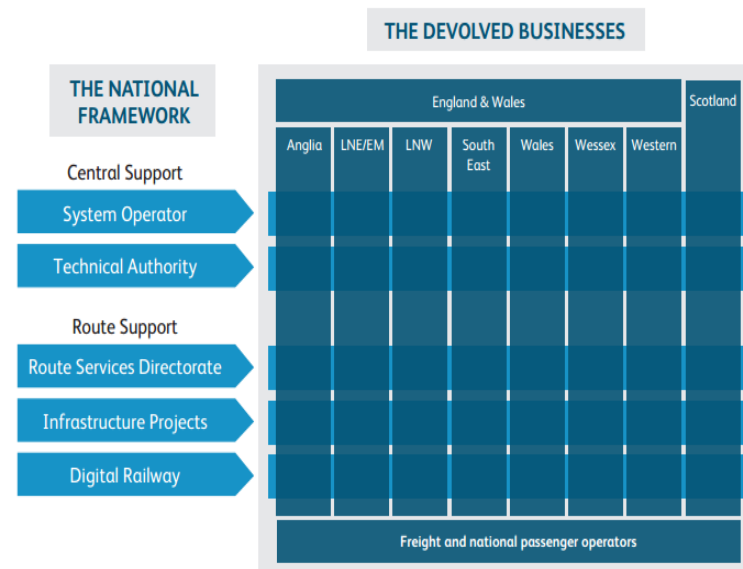 THE DEVOLVED BUSINESSES
THE NATIONAL
FRAMEWORK
England & Wales
Scotland
Anglia
LNE/EM
LNW
South
East
Wales
Wessex
Western
Central Support
System Operator
Technical Authority
Route Support
Route Services Directorate
Infrastructure Projects
Digital Railway
Freight and national passenger operators